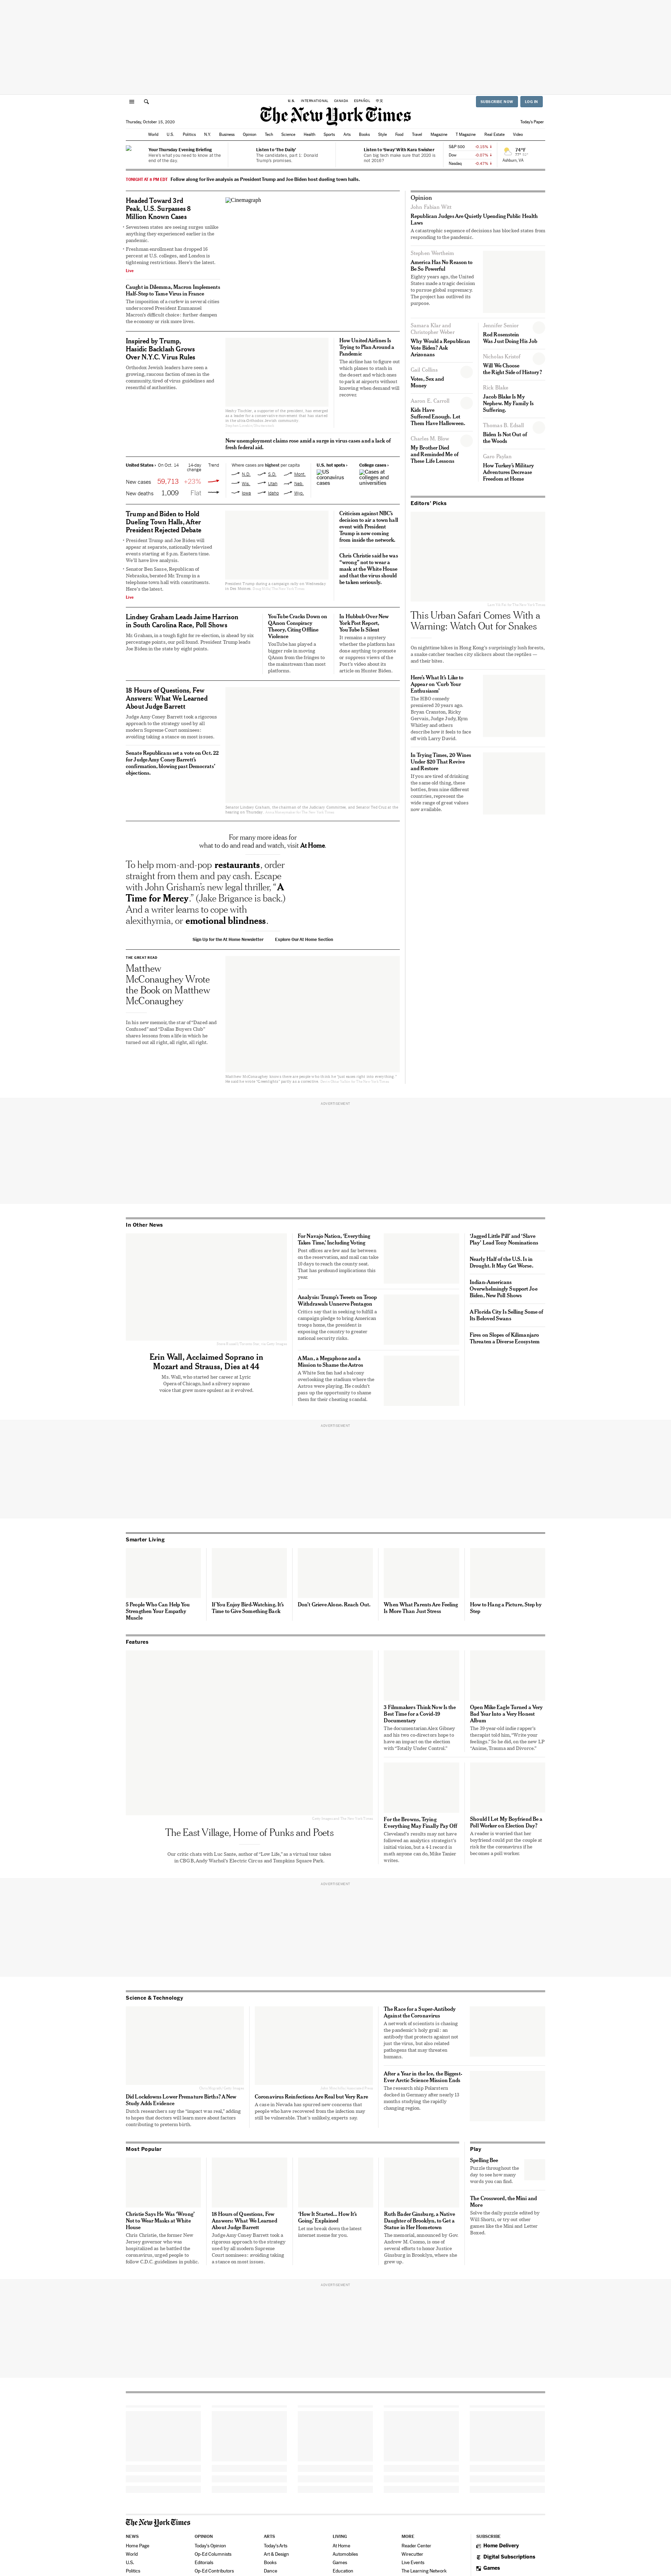 U.S.
INTERNATIONAL
CANADA
ESPAÑOL
中文
SUBSCRIBE NOW
LOG IN
The New York Times
Thursday, October 15, 2020
Today's Paper
World
U.S.
Politics
N.Y.
Business
Opinion
Tech
Science
Health
Sports
Arts
Books
Style
Food
Travel
Magazine
T Magazine
Real Estate
Video
Your Thursday Evening Briefing
Here's what you need to know at the end of the day.
Listen to 'The Daily'
The candidates, part 1: Donald Trump's promises.
Listen to 'Sway' With Kara Swisher
Can big tech make sure that 2020 is not 2016?
S&P 500 -0.15%
Dow -0.07%
Nasdaq -0.47%
74°F
Ashburn, VA
TONIGHT AT 8 PM EDT
Follow along for live analysis as President Trump and Joe Biden host dueling town halls.
Headed Toward 3rd Peak, U.S. Surpasses 8 Million Known Cases
Seventeen states are seeing surges unlike anything they experienced earlier in the pandemic.
Freshman enrollment has dropped 16 percent at U.S. colleges, and London is tightening restrictions. Here's the latest.
Live
Caught in Dilemma, Macron Implements Half-Step to Tame Virus in France
The imposition of a curfew in several cities underscored President Emmanuel Macron's difficult choice: further dampen the economy or risk more lives.
Cinemagraph
Inspired by Trump, Hasidic Backlash Grows Over N.Y.C. Virus Rules
Orthodox Jewish leaders have seen a growing, raucous faction of men in the community, tired of virus guidelines and resentful of authorities.
Heshy Tischler, a supporter of the president, has emerged as a leader for a conservative movement that has roiled in the ultra-Orthodox Jewish community.
How United Airlines Is Trying to Plan Around a Pandemic
The airline has to figure out which planes to stash in the desert and which ones to park at airports without knowing when demand will recover.
New unemployment claims rose amid a surge in virus cases and a lack of fresh federal aid.
United States › On Oct. 14
14-day change
Trend
New cases 59,713 +23%
New deaths 1,009 Flat
Where cases are highest per capita
N.D.
S.D.
Mont.
Wis.
Utah
Neb.
Iowa
Idaho
Wyo.
U.S. hot spots ›
US coronavirus cases
College cases ›
Cases at colleges and universities
Trump and Biden to Hold Dueling Town Halls, After President Rejected Debate
President Trump and Joe Biden will appear at separate, nationally televised events starting at 8 p.m. Eastern time. We'll have live analysis.
Senator Ben Sasse, Republican of Nebraska, berated Mr. Trump in a telephone town hall with constituents. Here's the latest.
Live
President Trump during a campaign rally on Wednesday in Des Moines.
Criticism against NBC's decision to air a town hall event with President Trump is now coming from inside the network.
Chris Christie said he was "wrong" not to wear a mask at the White House and that the virus should be taken seriously.
Lindsey Graham Leads Jaime Harrison in South Carolina Race, Poll Shows
Mr. Graham, in a tough fight for re-election, is ahead by six percentage points, our poll found. President Trump leads Joe Biden in the state by eight points.
YouTube Cracks Down on QAnon Conspiracy Theory, Citing Offline Violence
YouTube has played a bigger role in moving QAnon from the fringes to the mainstream than most platforms.
In Hubbub Over New York Post Report, YouTube Is Silent
It remains a mystery whether the platform has done anything to promote or suppress views of the Post's video about its article on Hunter Biden.
18 Hours of Questions, Few Answers: What We Learned About Judge Barrett
Judge Amy Coney Barrett took a rigorous approach to the strategy used by all modern Supreme Court nominees: avoiding taking a stance on most issues.
Senate Republicans set a vote on Oct. 22 for Judge Amy Coney Barrett's confirmation, blowing past Democrats' objections.
Senator Lindsey Graham, the chairman of the Judiciary Committee, and Senator Ted Cruz at the hearing on Thursday.
For many more ideas for what to do and read and watch, visit At Home.
To help mom-and-pop restaurants, order straight from them and pay cash. Escape with John Grisham's new legal thriller, "A Time for Mercy." (Jake Brigance is back.) And a writer learns to cope with alexithymia, or emotional blindness.
Sign Up for the At Home Newsletter
Explore Our At Home Section
THE GREAT READ
Matthew McConaughey Wrote the Book on Matthew McConaughey
In his new memoir, the star of "Dazed and Confused" and "Dallas Buyers Club" shares lessons from a life in which he turned out all right, all right, all right.
Matthew McConaughey knows there are people who think he "just eases right into everything." He said he wrote "Greenlights" partly as a correction.
Opinion
John Fabian Witt
Republican Judges Are Quietly Upending Public Health Laws
A catastrophic sequence of decisions has blocked states from responding to the pandemic.
Stephen Wertheim
America Has No Reason to Be So Powerful
Eighty years ago, the United States made a tragic decision to pursue global supremacy. The project has outlived its purpose.
Samara Klar and Christopher Weber
Why Would a Republican Vote Biden? Ask Arizonans
Gail Collins
Votes, Sex and Money
Aaron E. Carroll
Kids Have Suffered Enough. Let Them Have Halloween.
Charles M. Blow
My Brother Died and Reminded Me of These Life Lessons
Jennifer Senior
Rod Rosenstein Was Just Doing His Job
Nicholas Kristof
Will We Choose the Right Side of History?
Rick Bleke
Jacob Blake Is My Nephew. My Family Is Suffering.
Thomas B. Edsall
Biden Is Not Out of the Woods
Caro Paylan
How Turkey's Military Adventures Decrease Freedom at Home
Editors' Picks
This Urban Safari Comes With a Warning: Watch Out for Snakes
On nighttime hikes in Hong Kong's surprisingly lush forests, a snake catcher teaches city slickers about the reptiles — and their bites.
Here's What It's Like to Appear on 'Curb Your Enthusiasm'
The HBO comedy premiered 20 years ago. Bryan Cranston, Ricky Gervais, Judge Judy, Rym Whitley and others describe how it feels to face off with Larry David.
In Trying Times, 20 Wines Under $20 That Revive and Restore
If you are tired of drinking the same old thing, these bottles, from nine different countries, represent the wide range of great values now available.
ADVERTISEMENT
In Other News
Erin Wall, Acclaimed Soprano in Mozart and Strauss, Dies at 44
Ms. Wall, who started her career at Lyric Opera of Chicago, had a silvery soprano voice that grew more opulent as it evolved.
For Navajo Nation, 'Everything Takes Time,' Including Voting
Post offices are few and far between on the reservation, and mail can take 10 days to reach the county seat. That has profound implications this year.
Analysis: Trump's Tweets on Troop Withdrawals Unnerve Pentagon
Critics say that in seeking to fulfill a campaign pledge to bring American troops home, the president is exposing the country to greater national security risks.
A Man, a Megaphone and a Mission to Shame the Astros
A White Sox fan had a balcony overlooking the stadium where the Astros were playing. He couldn't pass up the opportunity to shame them for their cheating scandal.
'Jagged Little Pill' and 'Slave Play' Lead Tony Nominations
Nearly Half of the U.S. Is in Drought. It May Get Worse.
Indian-Americans Overwhelmingly Support Joe Biden, New Poll Shows
A Florida City Is Selling Some of Its Beloved Swans
Fires on Slopes of Kilimanjaro Threaten a Diverse Ecosystem
ADVERTISEMENT
Smarter Living
5 People Who Can Help You Strengthen Your Empathy Muscle
If You Enjoy Bird-Watching, It's Time to Give Something Back
Don't Grieve Alone. Reach Out.
When What Parents Are Feeling Is More Than Just Stress
How to Hang a Picture, Step by Step
Features
The East Village, Home of Punks and Poets
Our critic chats with Luc Sante, author of "Low Life," as a virtual tour takes in CBGB, Andy Warhol's Electric Circus and Tompkins Square Park.
3 Filmmakers Think Now Is the Best Time for a Covid-19 Documentary
The documentarian Alex Gibney and his two co-directors hope to have an impact on the election with "Totally Under Control."
Open Mike Eagle Turned a Very Bad Year Into a Very Honest Album
The 39-year-old indie rapper's therapist told him, "Write your feelings." So he did, on the new LP "Anime, Trauma and Divorce."
For the Browns, Trying Everything May Finally Pay Off
Cleveland's results may not have followed an analytics strategist's initial vision, but a 4-1 record is math anyone can do, Mike Tanier writes.
Should I Let My Boyfriend Be a Poll Worker on Election Day?
A reader is worried that her boyfriend could put the couple at risk for the coronavirus if he becomes a poll worker.
ADVERTISEMENT
Science & Technology
Did Lockdowns Lower Premature Births? A New Study Adds Evidence
Dutch researchers say the "impact was real," adding to hopes that doctors will learn more about factors contributing to preterm birth.
Coronavirus Reinfections Are Real but Very Rare
A case in Nevada has spurred new concerns that people who have recovered from the infection may still be vulnerable. That's unlikely, experts say.
The Race for a Super-Antibody Against the Coronavirus
A network of scientists is chasing the pandemic's holy grail: an antibody that protects against not just the virus, but also related pathogens that may threaten humans.
After a Year in the Ice, the Biggest-Ever Arctic Science Mission Ends
The research ship Polarstern docked in Germany after nearly 13 months studying the rapidly changing region.
Most Popular
Christie Says He Was 'Wrong' Not to Wear Masks at White House
Chris Christie, the former New Jersey governor who was hospitalized as he battled the coronavirus, urged people to follow C.D.C. guidelines in public.
18 Hours of Questions, Few Answers: What We Learned About Judge Barrett
Judge Amy Coney Barrett took a rigorous approach to the strategy used by all modern Supreme Court nominees: avoiding taking a stance on most issues.
'How It Started… How It's Going,' Explained
Let me break down the latest internet meme for you.
Ruth Bader Ginsburg, a Native Daughter of Brooklyn, to Get a Statue in Her Hometown
The memorial, announced by Gov. Andrew M. Cuomo, is one of several efforts to honor Justice Ginsburg in Brooklyn, where she grew up.
Play
Spelling Bee
Puzzle throughout the day to see how many words you can find.
The Crossword, the Mini and More
Solve the daily puzzle edited by Will Shortz, or try out other games like the Mini and Letter Boxed.
ADVERTISEMENT
The New York Times
NEWS
Home Page
World
U.S.
Politics
OPINION
Today's Opinion
Op-Ed Columnists
Editorials
Op-Ed Contributors
ARTS
Today's Arts
Art & Design
Books
Dance
LIVING
At Home
Automobiles
Games
Education
MORE
Reader Center
Wirecutter
Live Events
The Learning Network
SUBSCRIBE
Home Delivery
Digital Subscriptions
Games